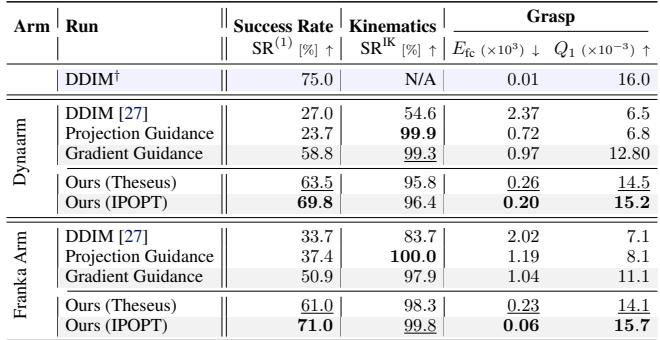 Arm Run Success Rate Kinematics Grasp
SR(1) [%] ↑ SRIK [%] ↑ Efc (×10³) ↓ Q1 (×10⁻³) ↑
DDIM† 75.0 N/A 0.01 16.0
Dynaarm
DDIM [27] 27.0 54.6 2.37 6.5
Projection Guidance 23.7 99.9 0.72 6.8
Gradient Guidance 58.8 99.3 0.97 12.80
Ours (Theseus) 63.5 95.8 0.26 14.5
Ours (IPOPT) 69.8 96.4 0.20 15.2
Franka Arm
DDIM [27] 33.7 83.7 2.02 7.1
Projection Guidance 37.4 100.0 1.19 8.1
Gradient Guidance 50.9 97.9 1.04 11.1
Ours (Theseus) 61.0 98.3 0.23 14.1
Ours (IPOPT) 71.0 99.8 0.06 15.7